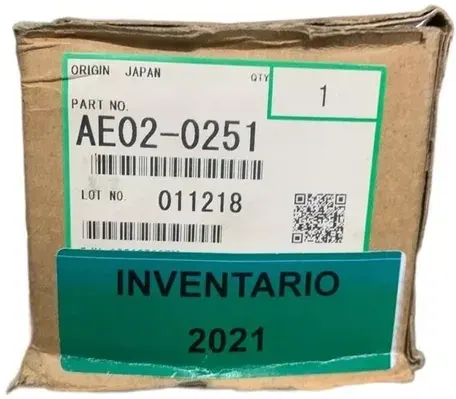 ORIGIN JAPAN
QTY
1
PART NO.
AE02-0251
LOT NO. 011218
INVENTARIO
2021